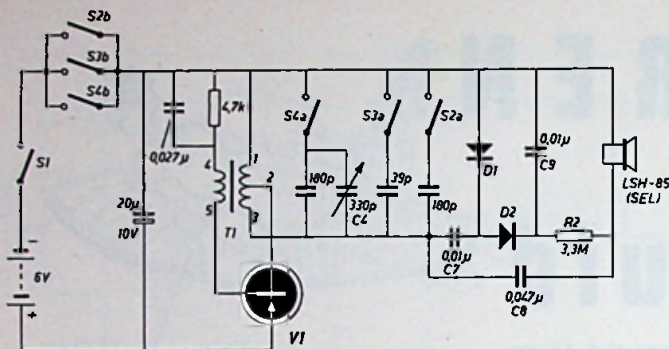 S2b
S3b
S4b
S1
6V
-
+
20µ
10V
0,027µ
4,7k
4
5
1
2
3
T1
V1
S4a
180p
330p
C4
S3a
39p
S2a
180p
D1
0,01µ
C7
D2
0,01µ
C9
R2
3,3M
0,047µ
C8
LSH-85
(SEL)